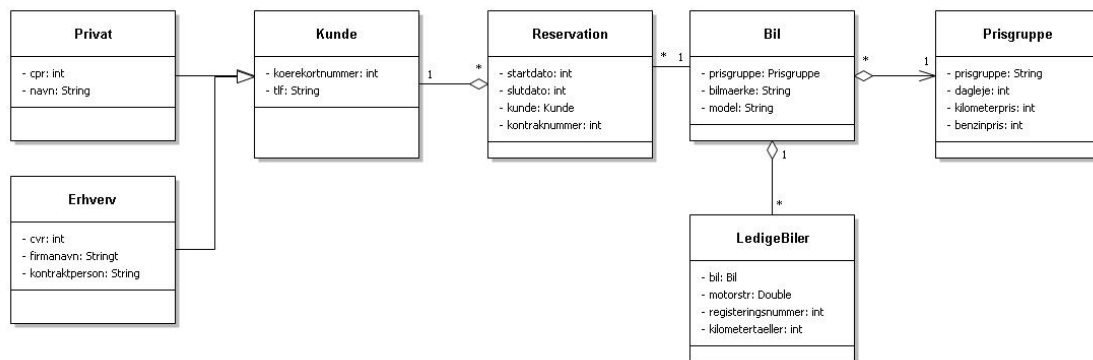 Privat
- cpr: int
- navn: String
Kunde
- koerekortnummer: int
- tlf: String
1
*
Reservation
- startdato: int
- slutdato: int
- kunde: Kunde
- kontraknummer: int
*
1
Bil
- prisgruppe: Prisgruppe
- bilmaerke: String
- model: String
*
1
Prisgruppe
- prisgruppe: String
- dagleje: int
- kilometerpris: int
- benzinpris: int
Erhverv
- cvr: int
- firmanavn: Stringt
- kontraktperson: String
1
*
LedigeBiler
- bil: Bil
- motorstr: Double
- registeringsnummer: int
- kilometertaeller: int